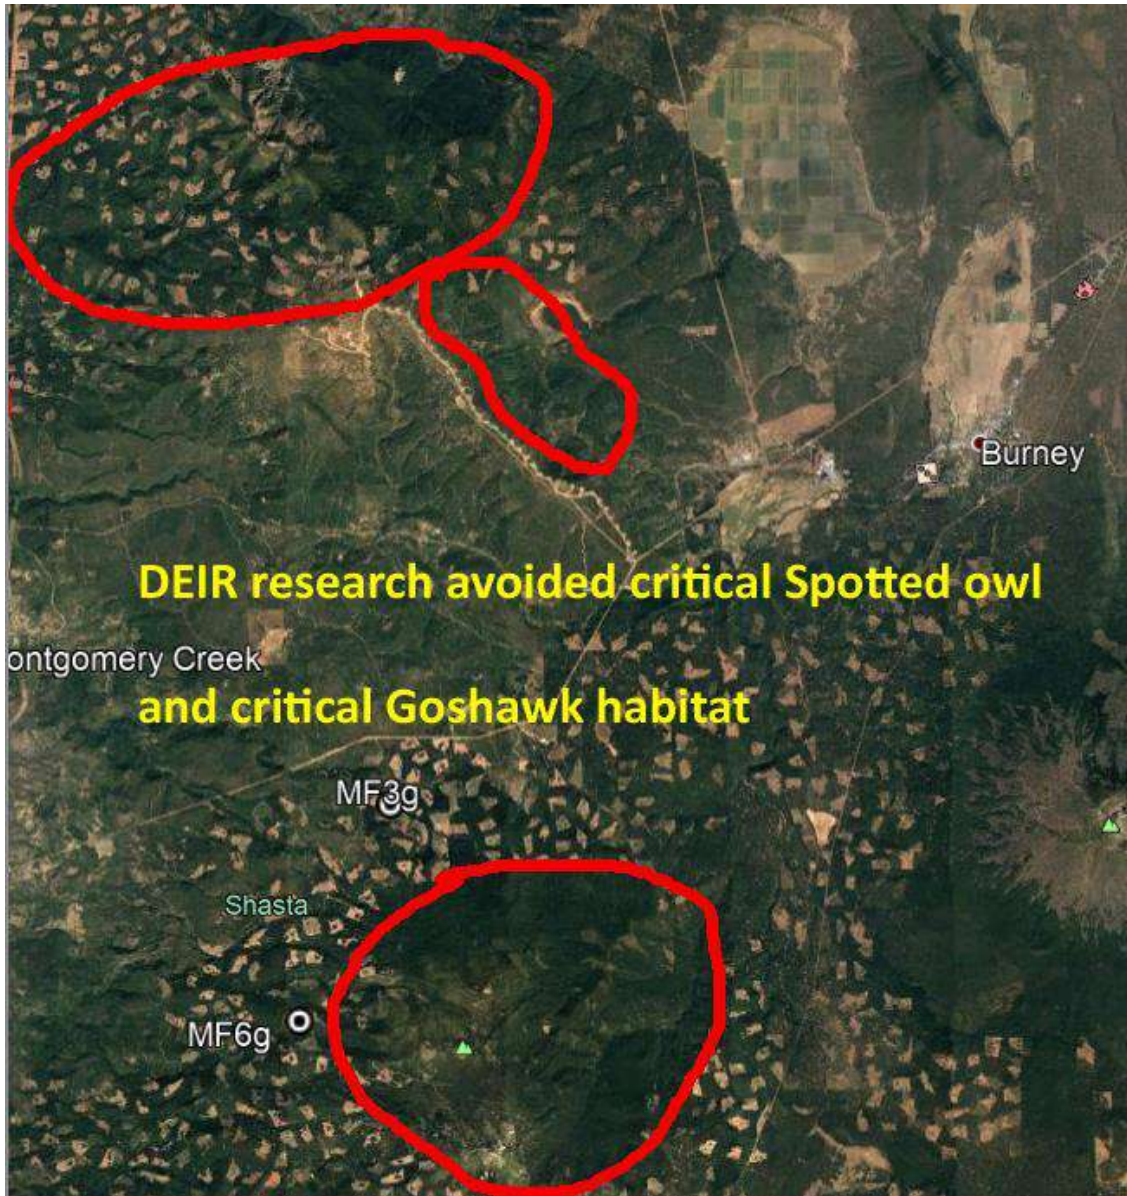 Burney
DEIR research avoided critical Spotted owl
ontgomery Creek
and critical Goshawk habitat
MF3g
Shasta
MF6g